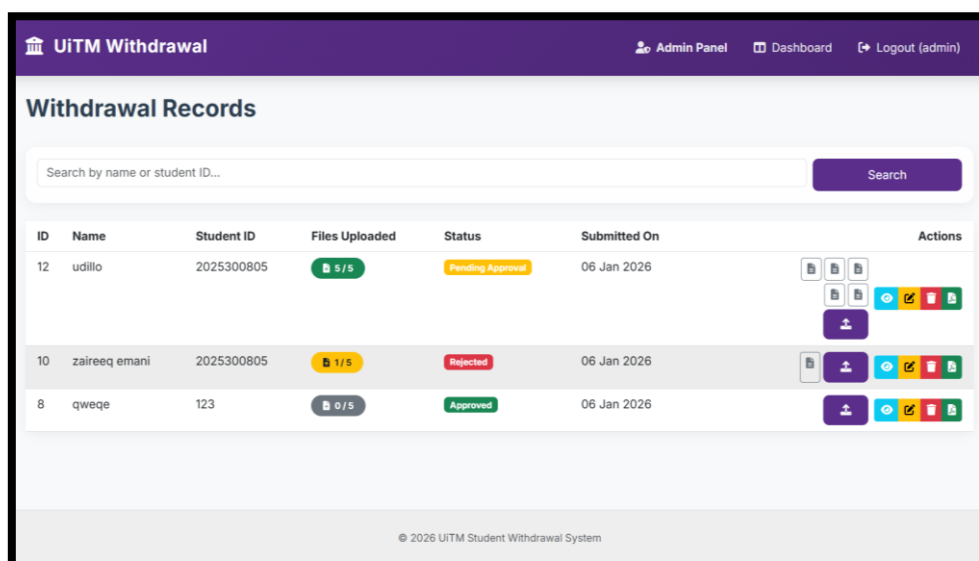 UiTM Withdrawal
Admin Panel Dashboard Logout (admin)
Withdrawal Records
Search by name or student ID...
Search
ID Name Student ID Files Uploaded Status Submitted On Actions
12 udillo 2025300805 5/5 Pending Approval 06 Jan 2026
10 zaireeq emani 2025300805 1/5 Rejected 06 Jan 2026
8 qweqe 123 0/5 Approved 06 Jan 2026
© 2026 UiTM Student Withdrawal System